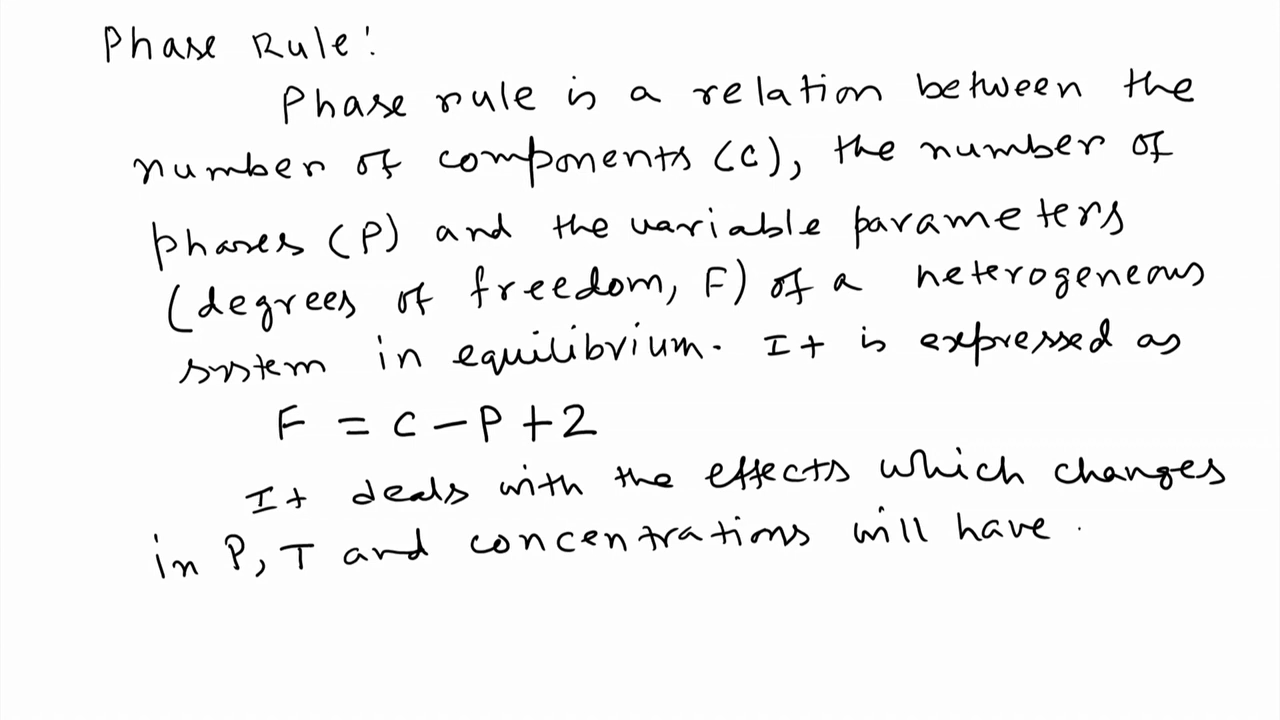 Phase Rule:
Phase rule is a relation between the
number of components (C), the number of
phases (P) and the variable parameters
(degrees of freedom, F) of a heterogeneous
system in equilibrium. It is expressed as
F = C - P + 2
It deals with the effects which changes
in P, T and concentrations will have